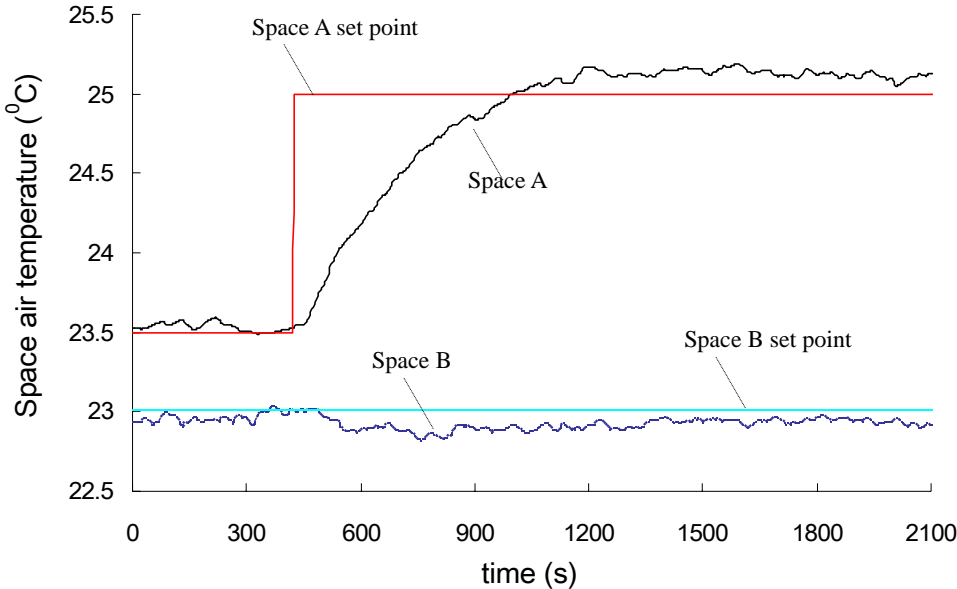 25.5
Space A set point
25
24.5
Space A
24
23.5
Space B
Space B set point
23
22.5
0
300
600
900
1200
1500
1800
2100
time (s)
Space air temperature (⁰C)